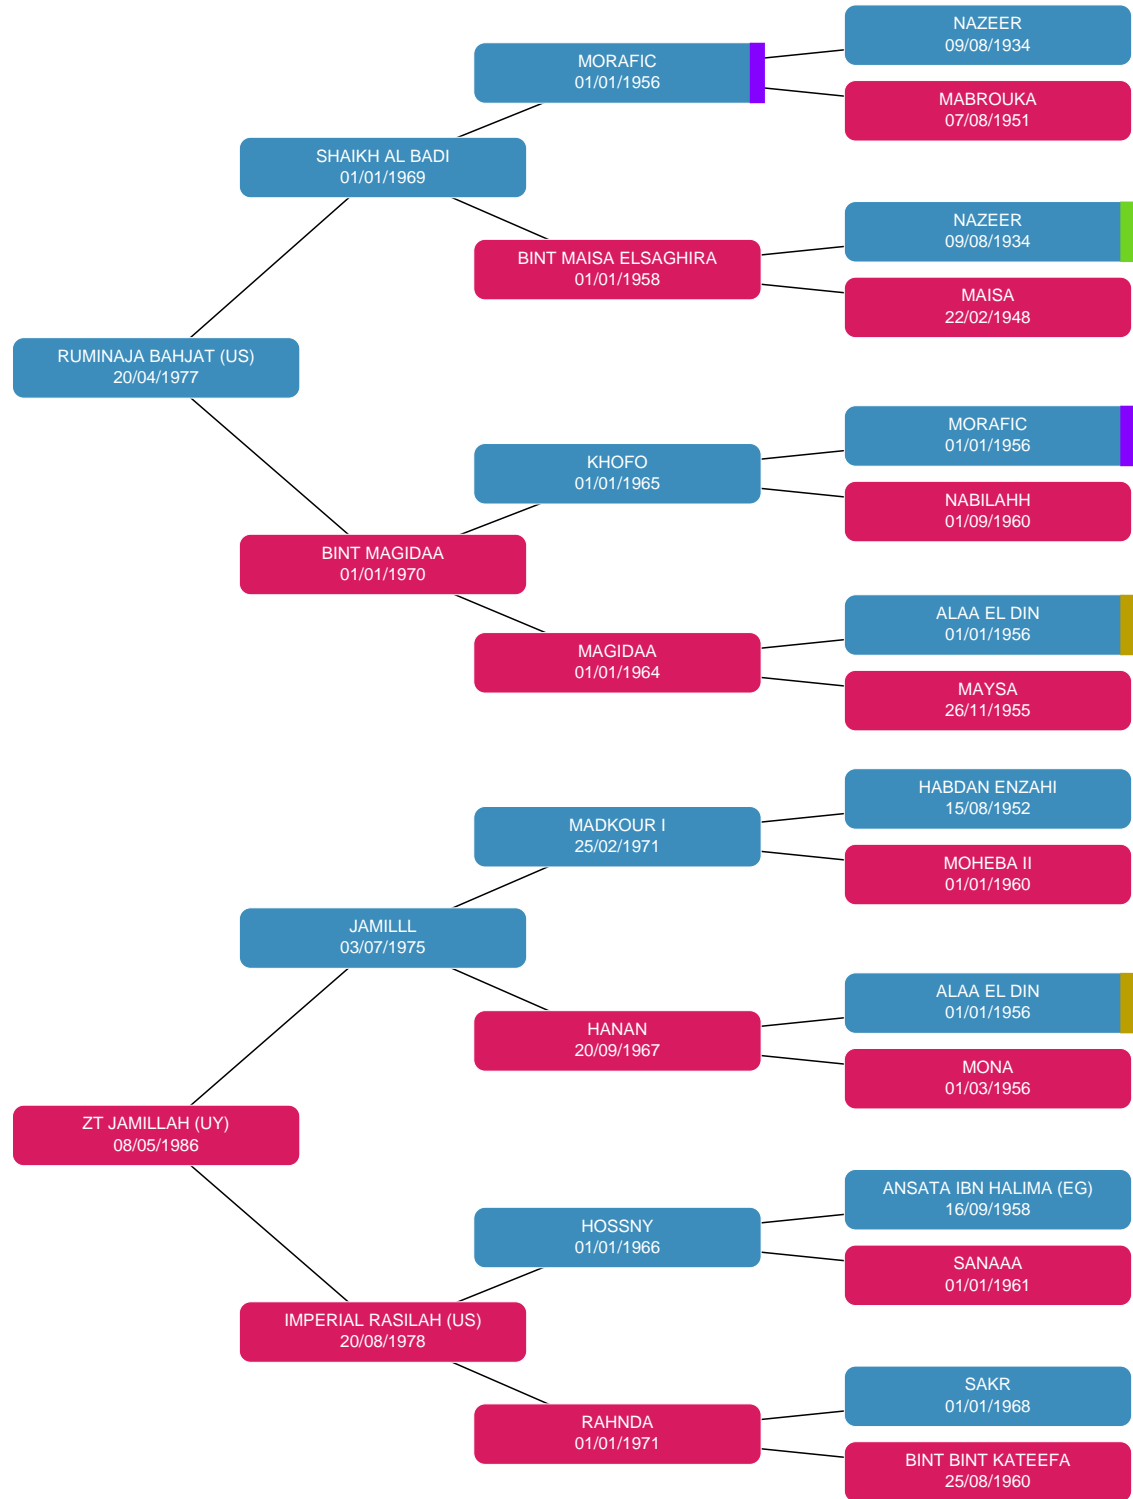 NAZEER
09/08/1934
MORAFIC
01/01/1956
MABROUKA
07/08/1951
SHAIKH AL BADI
01/01/1969
NAZEER
09/08/1934
BINT MAISA ELSAGHIRA
01/01/1958
MAISA
22/02/1948
RUMINAJA BAHJAT (US)
20/04/1977
MORAFIC
01/01/1956
KHOFO
01/01/1965
NABILAHH
01/09/1960
BINT MAGIDAA
01/01/1970
ALAA EL DIN
01/01/1956
MAGIDAA
01/01/1964
MAYSA
26/11/1955
HABDAN ENZAHI
15/08/1952
MADKOUR I
25/02/1971
MOHEBA II
01/01/1960
JAMILLL
03/07/1975
ALAA EL DIN
01/01/1956
HANAN
20/09/1967
MONA
01/03/1956
ZT JAMILLAH (UY)
08/05/1986
ANSATA IBN HALIMA (EG)
16/09/1958
HOSSNY
01/01/1966
SANAAA
01/01/1961
IMPERIAL RASILAH (US)
20/08/1978
SAKR
01/01/1968
RAHNDA
01/01/1971
BINT BINT KATEEFA
25/08/1960